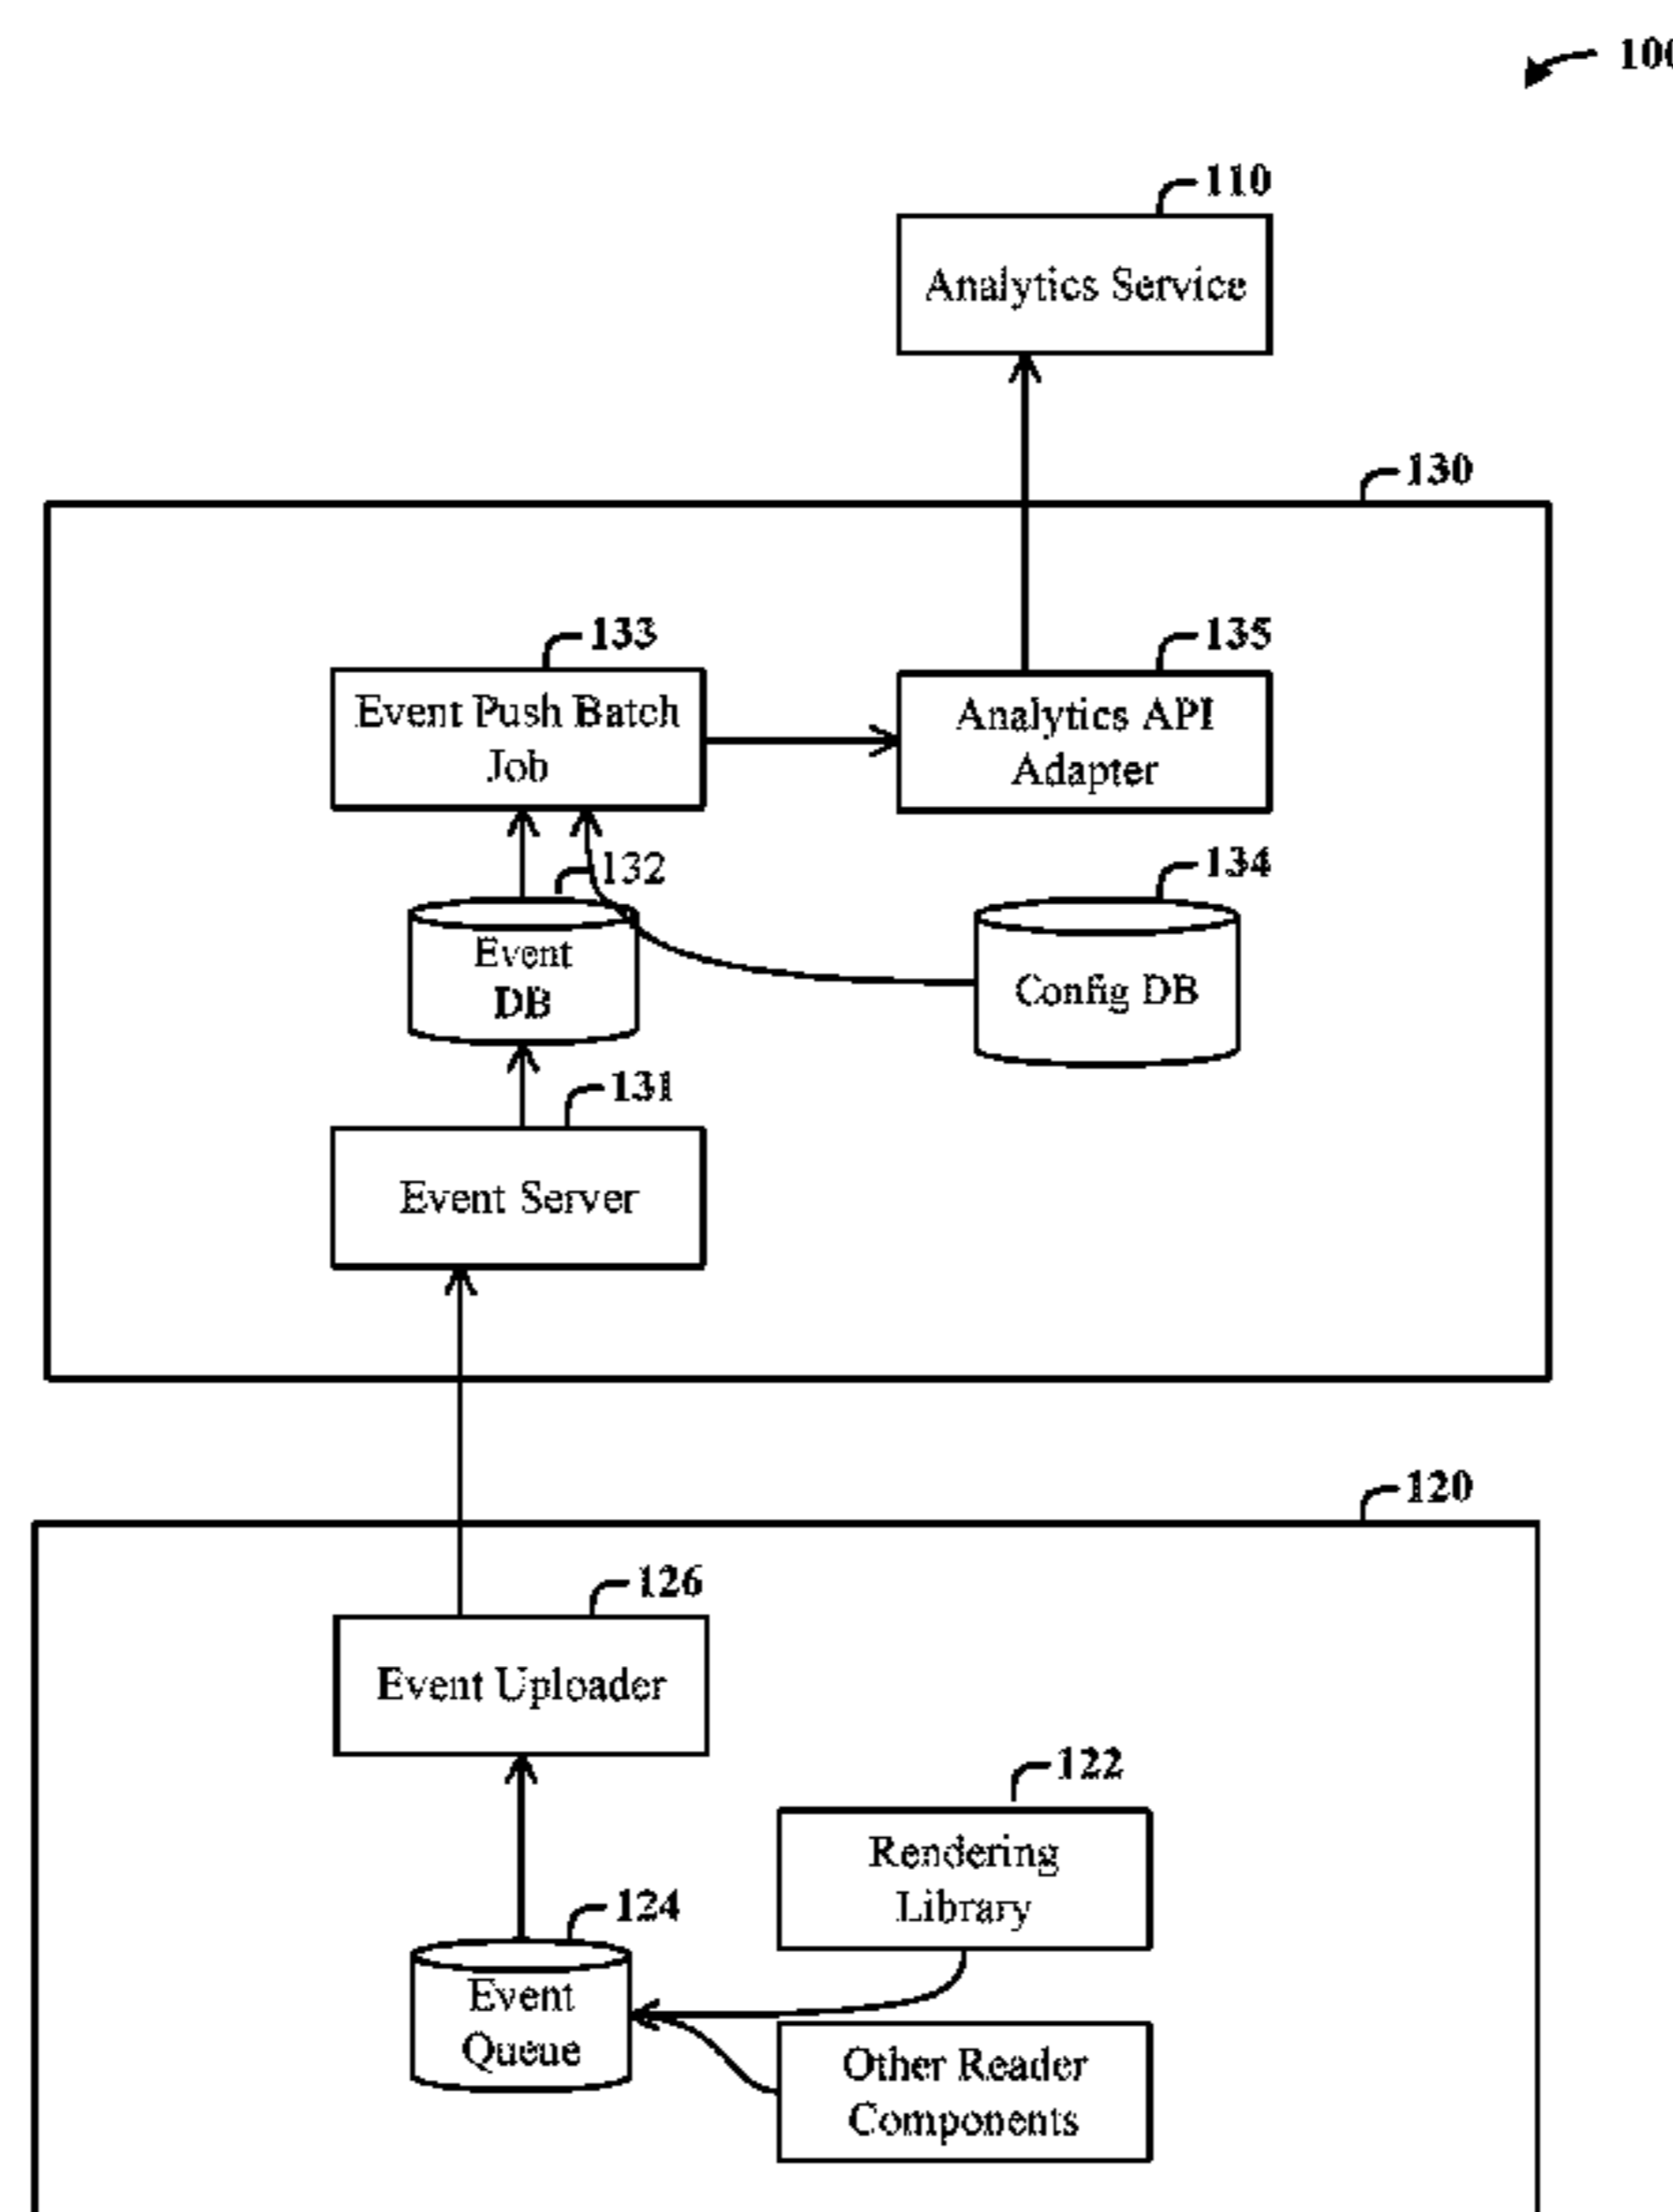 100
110
Analytics Service
130
133
135
Event Push Batch
Job
Analytics API
Adapter
132
134
Event
DB
Config DB
131
Event Server
120
126
Event Uploader
122
Rendering
Library
124
Event
Queue
Other Reader
Components